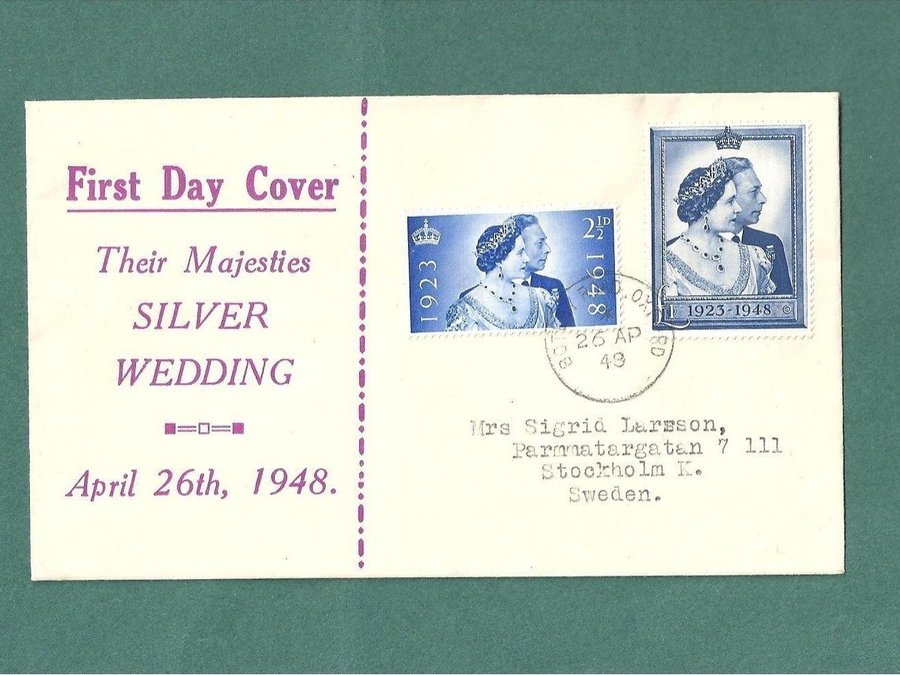 First Day Cover
Their Majesties
SILVER
WEDDING
April 26th, 1948.
1923
2½D
1948
£1 1923-1948
26 AP
48
Mrs Sigrid Larsson,
Parmmatargatan 7 111
Stockholm K.
Sweden.